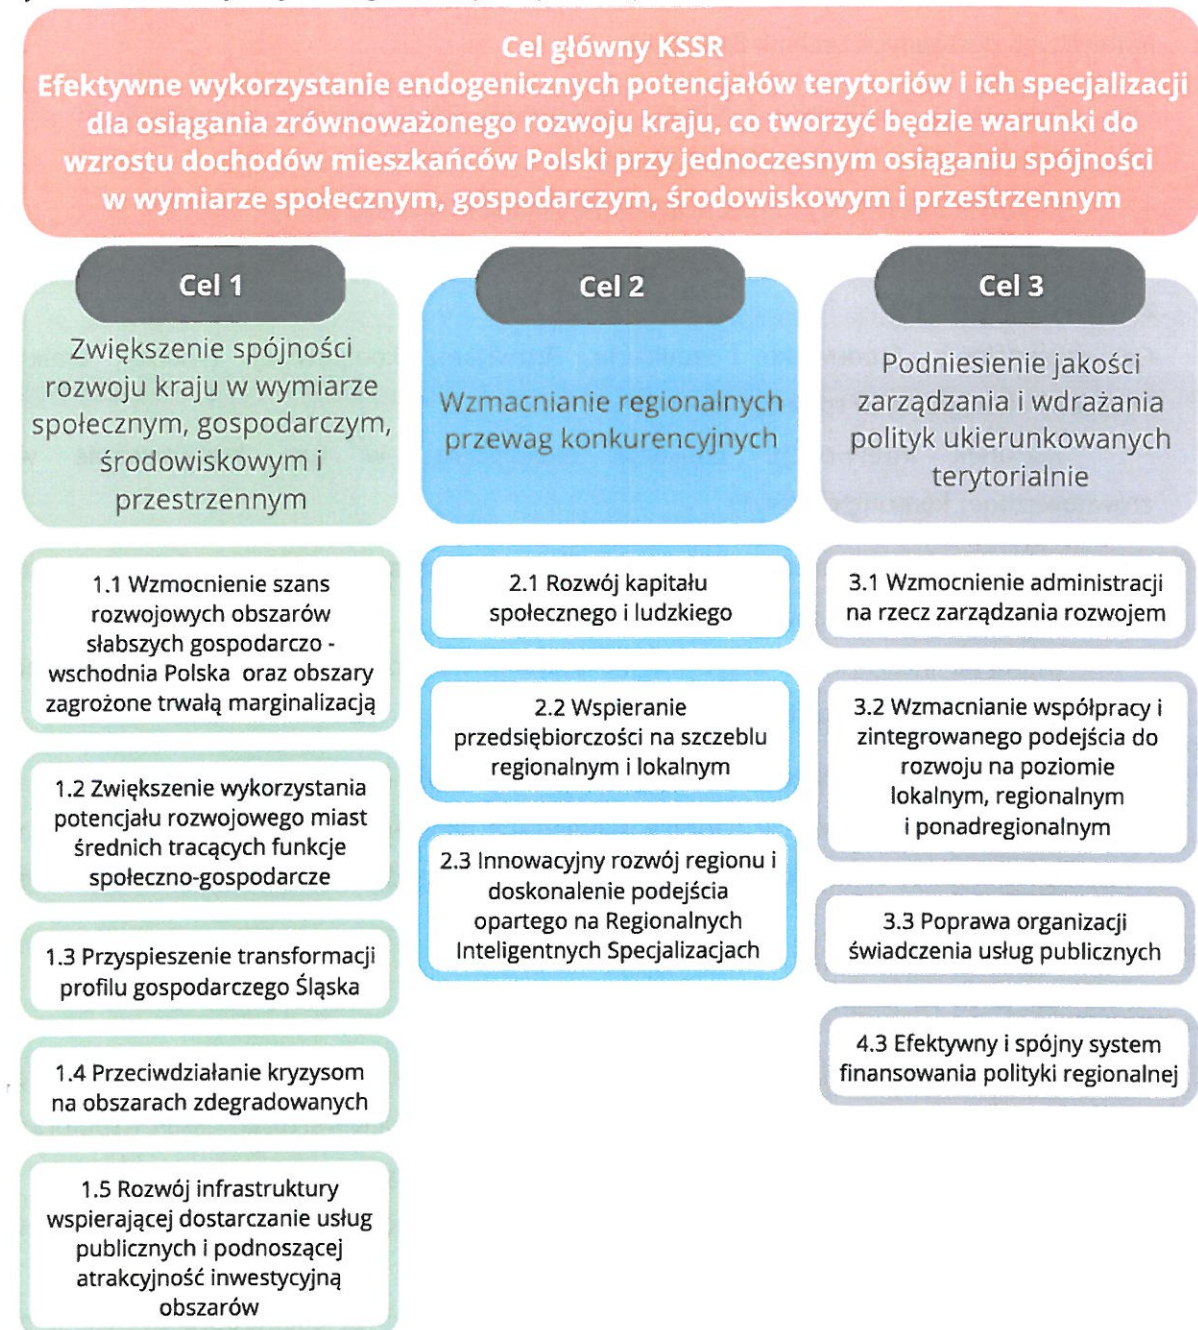 Cel główny KSSR
Efektywne wykorzystanie endogenicznych potencjałów terytoriów i ich specjalizacji
dla osiągania zrównoważonego rozwoju kraju, co tworzyć będzie warunki do
wzrostu dochodów mieszkańców Polski przy jednoczesnym osiąganiu spójności
w wymiarze społecznym, gospodarczym, środowiskowym i przestrzennym
Cel 1
Zwiększenie spójności
rozwoju kraju w wymiarze
społecznym, gospodarczym,
środowiskowym i
przestrzennym
1.1 Wzmocnienie szans
rozwojowych obszarów
słabszych gospodarczo -
wschodnia Polska oraz obszary
zagrożone trwałą marginalizacją
1.2 Zwiększenie wykorzystania
potencjału rozwojowego miast
średnich tracących funkcje
społeczno-gospodarcze
1.3 Przyspieszenie transformacji
profilu gospodarczego Śląska
1.4 Przeciwdziałanie kryzysom
na obszarach zdegradowanych
1.5 Rozwój infrastruktury
wspierającej dostarczanie usług
publicznych i podnoszącej
atrakcyjność inwestycyjną
obszarów
Cel 2
Wzmacnianie regionalnych
przewag konkurencyjnych
2.1 Rozwój kapitału
społecznego i ludzkiego
2.2 Wspieranie
przedsiębiorczości na szczeblu
regionalnym i lokalnym
2.3 Innowacyjny rozwój regionu i
doskonalenie podejścia
opartego na Regionalnych
Inteligentnych Specjalizacjach
Cel 3
Podniesienie jakości
zarządzania i wdrażania
polityk ukierunkowanych
terytorialnie
3.1 Wzmocnienie administracji
na rzecz zarządzania rozwojem
3.2 Wzmacnianie współpracy i
zintegrowanego podejścia do
rozwoju na poziomie
lokalnym, regionalnym
i ponadregionalnym
3.3 Poprawa organizacji
świadczenia usług publicznych
4.3 Efektywny i spójny system
finansowania polityki regionalnej